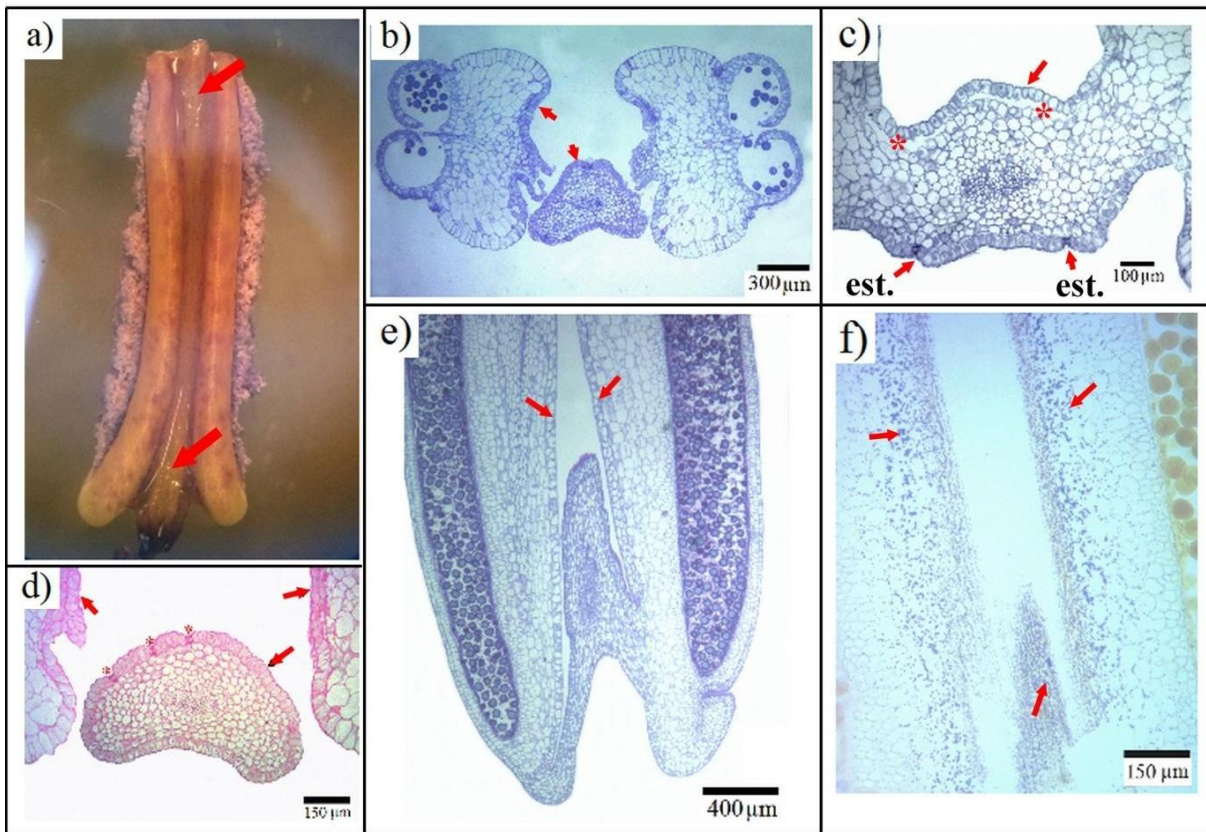 a)
b)
300 µm
c)
*
*
100 µm
est.
est.
d)
*
*
*
150 µm
e)
400 µm
f)
150 µm